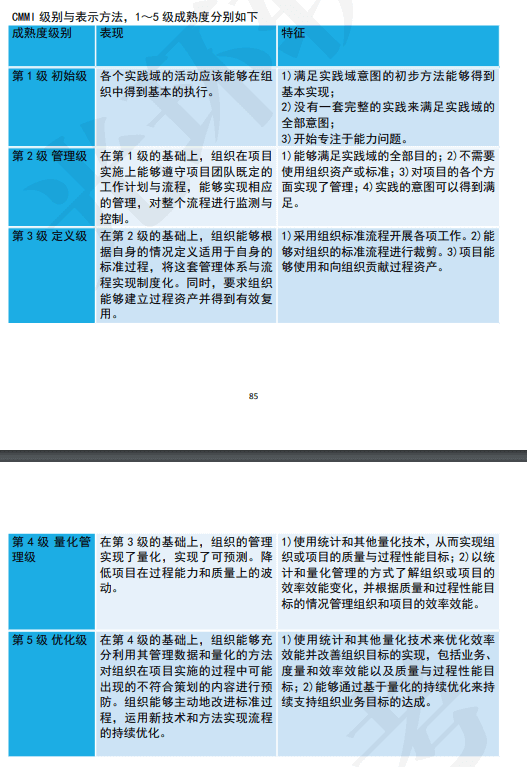 CMMI 级别与表示方法，1～5 级成熟度分别如下
成熟度级别
表现
特征
第 1 级 初始级
各个实践域的活动应该能够在组
织中得到基本的执行。
1)满足实践域意图的初步方法能够得到
基本实现；
2)没有一套完整的实践来满足实践域的
全部意图；
3)开始专注于能力问题。
第 2 级 管理级
在第 1 级的基础上，组织在项目
实施上能够遵守项目团队既定的
工作计划与流程，能够实现相应
的管理，对整个流程进行监测与
控制。
1)能够满足实践域的全部目的；2)不需要
使用组织资产或标准；3)对项目的各个方
面实现了管理；4)实践的意图可以得到满
足。
第 3 级 定义级
在第 2 级的基础上，组织能够根
据自身的情况定义适用于自身的
标准过程，将这套管理体系与流
程实现制度化。同时，要求组织
能够建立过程资产并得到有效复
用。
1)采用组织标准流程开展各项工作。2)能
够对组织的标准流程进行裁剪。3)项目能
够使用和向组织贡献过程资产。
85
第 4 级 量化管
理级
在第 3 级的基础上，组织的管理
实现了量化，实现了可预测。降
低项目在过程能力和质量上的波
动。
1)使用统计和其他量化技术，从而实现组
织或项目的质量与过程性能目标；2)以统
计和量化管理的方式了解组织或项目的
效率效能变化，并根据质量和过程性能目
标的情况管理组织和项目的效率效能。
第 5 级 优化级
在第 4 级的基础上，组织能够充
分利用其管理数据和量化的方法
对组织在项目实施的过程中可能
出现的不符合策划的内容进行预
防。组织能够主动地改进标准过
程，运用新技术和方法实现流程
的持续优化。
1)使用统计和其他量化技术来优化效率
效能并改善组织目标的实现，包括业务、
度量和效率效能以及质量与过程性能目
标；2)能够通过基于量化的持续优化来持
续支持组织业务目标的达成。